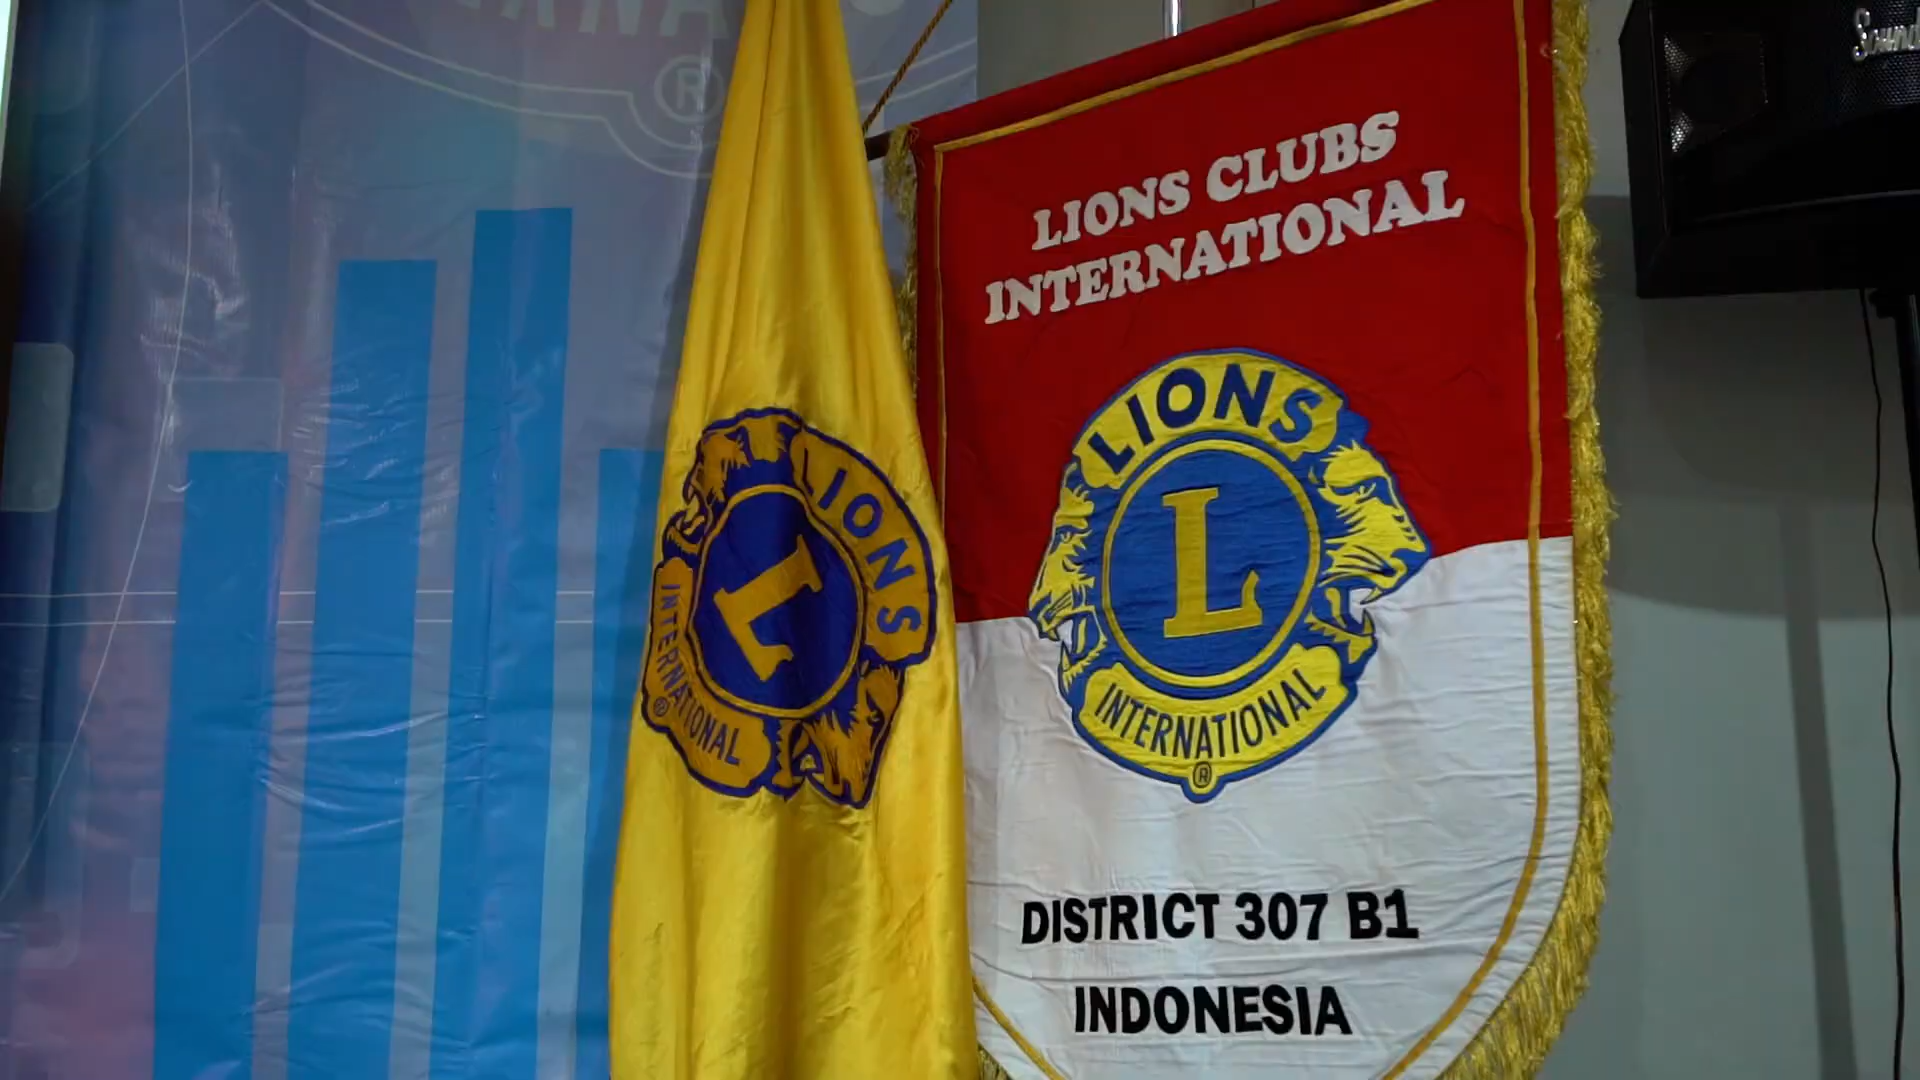 ®
LIONS CLUBS
INTERNATIONAL
LIONS
L
INTERNATIONAL
®
LIONS
L
INTERNATIONAL
®
DISTRICT 307 B1
INDONESIA